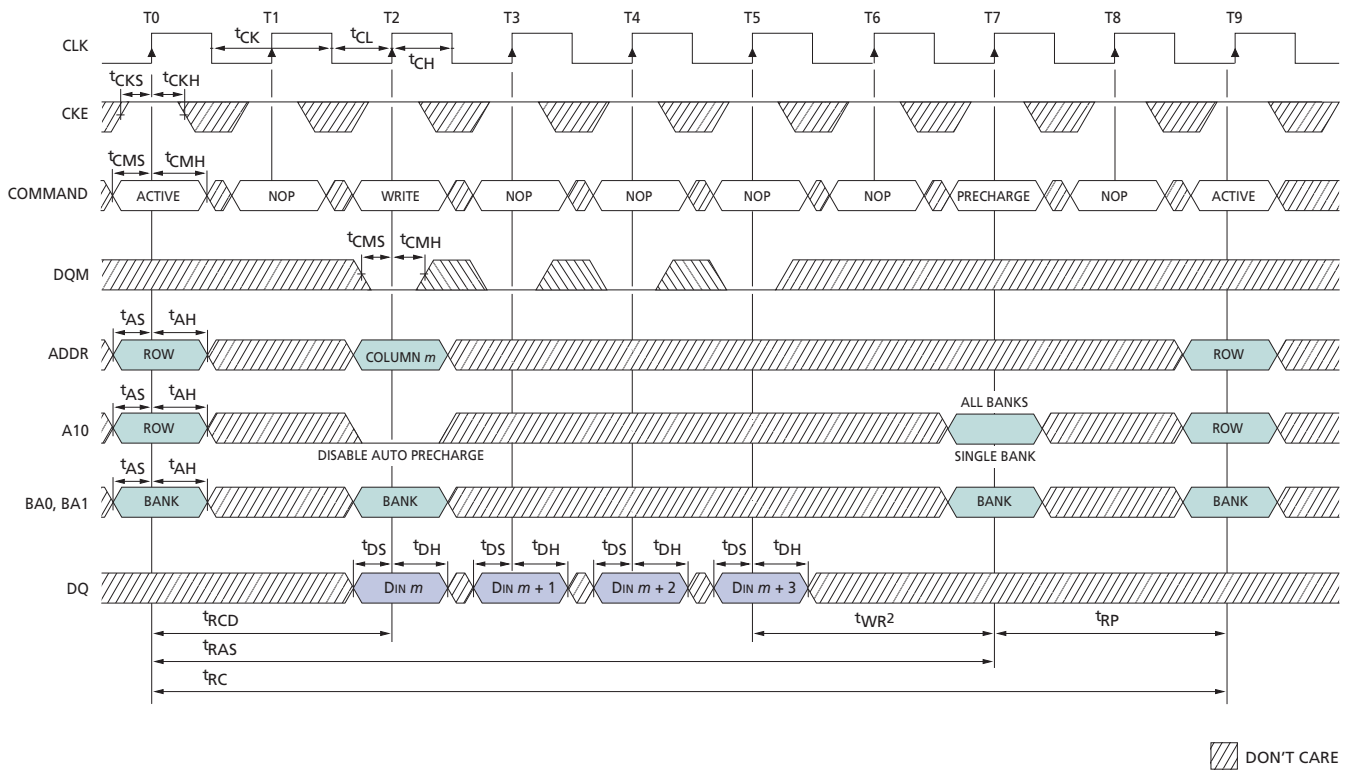 T0 T1 T2 T3 T4 T5 T6 T7 T8 T9
CLK tCK tCL tCH
tCKS tCKH
CKE
tCMS tCMH
COMMAND ACTIVE NOP WRITE NOP NOP NOP NOP PRECHARGE NOP ACTIVE
tCMS tCMH
DQM
tAS tAH
ADDR ROW COLUMN m ROW
tAS tAH ALL BANKS
A10 ROW ROW
DISABLE AUTO PRECHARGE SINGLE BANK
tAS tAH
BA0, BA1 BANK BANK BANK BANK
tDS tDH tDS tDH tDS tDH tDS tDH
DQ DIN m DIN m + 1 DIN m + 2 DIN m + 3
tRCD tWR2 tRP
tRAS
tRC
DON'T CARE